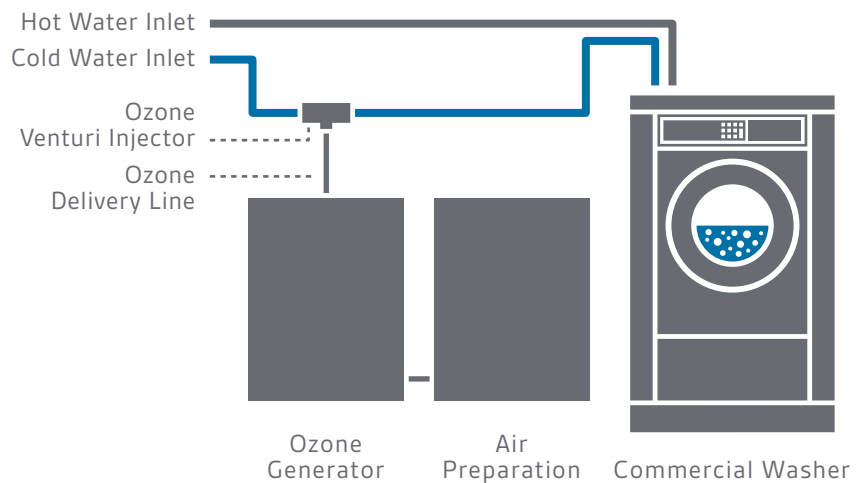 Hot Water Inlet
Cold Water Inlet
Ozone
Venturi Injector
Ozone
Delivery Line
Ozone
Generator
Air
Preparation
Commercial Washer